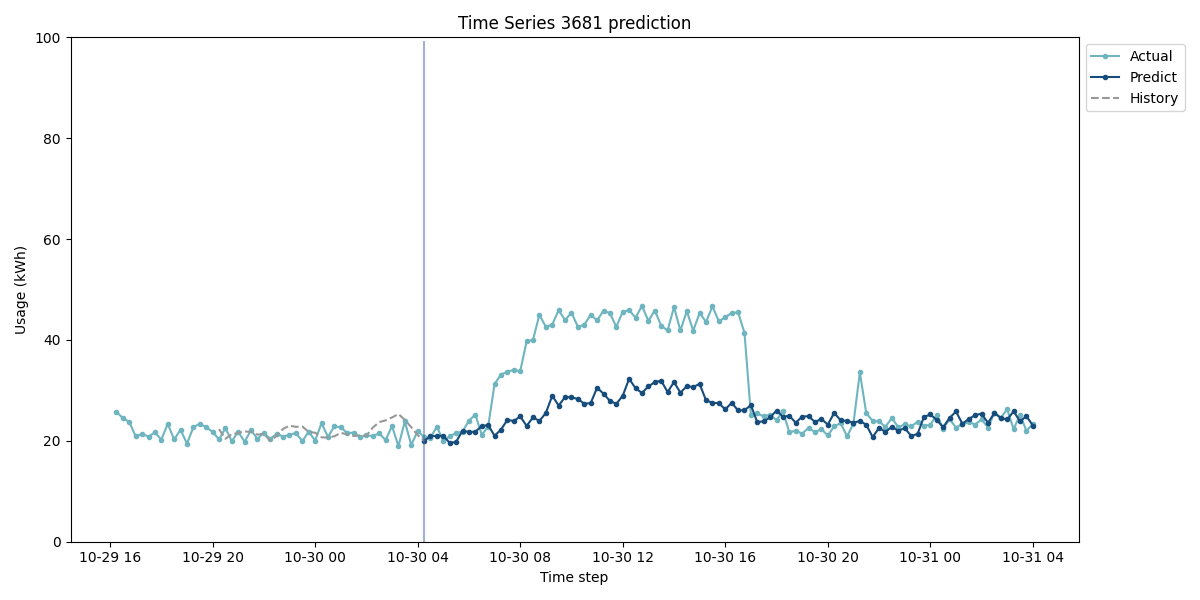 Time Series 3681 prediction
100
80
60
40
20
0
Usage (kWh)
10-29 16 10-29 20 10-30 00 10-30 04 10-30 08 10-30 12 10-30 16 10-30 20 10-31 00 10-31 04
Time step
Actual
Predict
History